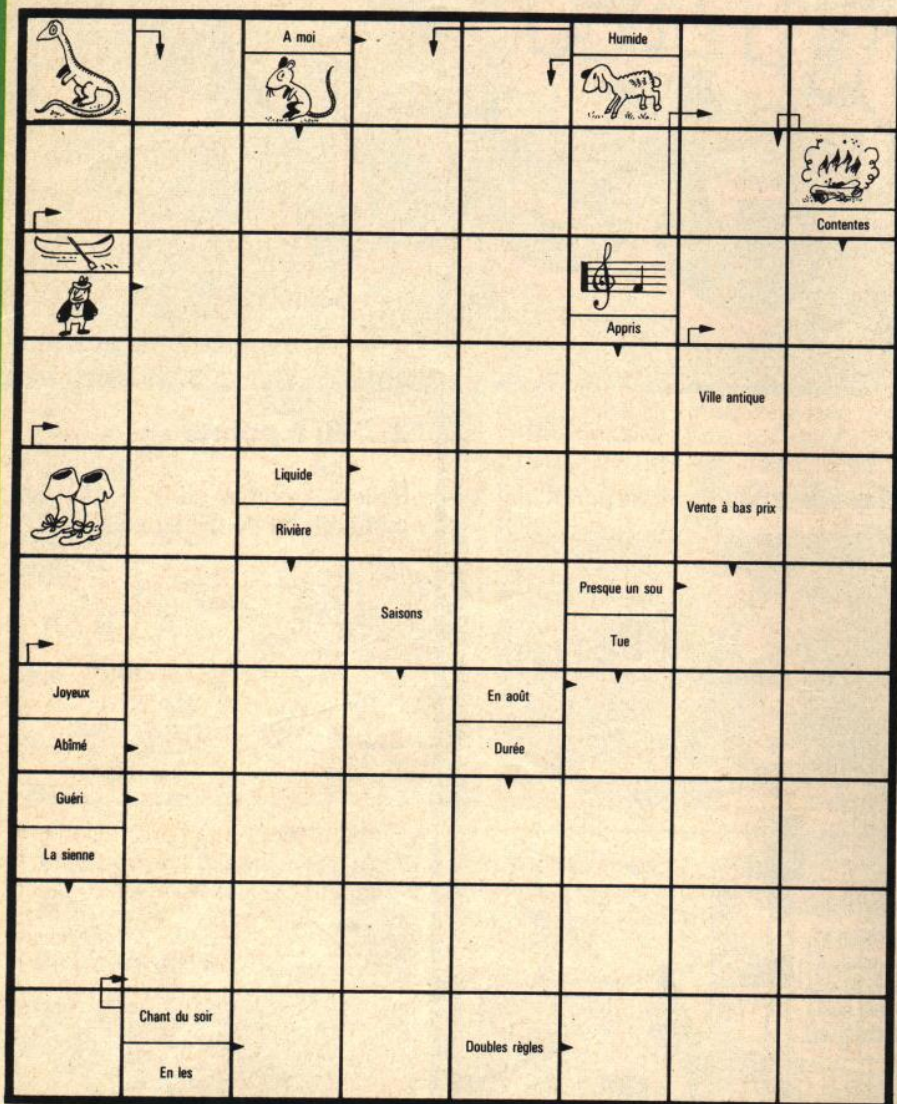 A moi
Humide
Contentes
Appris
Ville antique
Liquide
Rivière
Vente à bas prix
Saisons
Presque un sou
Tue
Joyeux
Abîmé
En août
Durée
Guéri
La sienne
Chant du soir
En les
Doubles règles